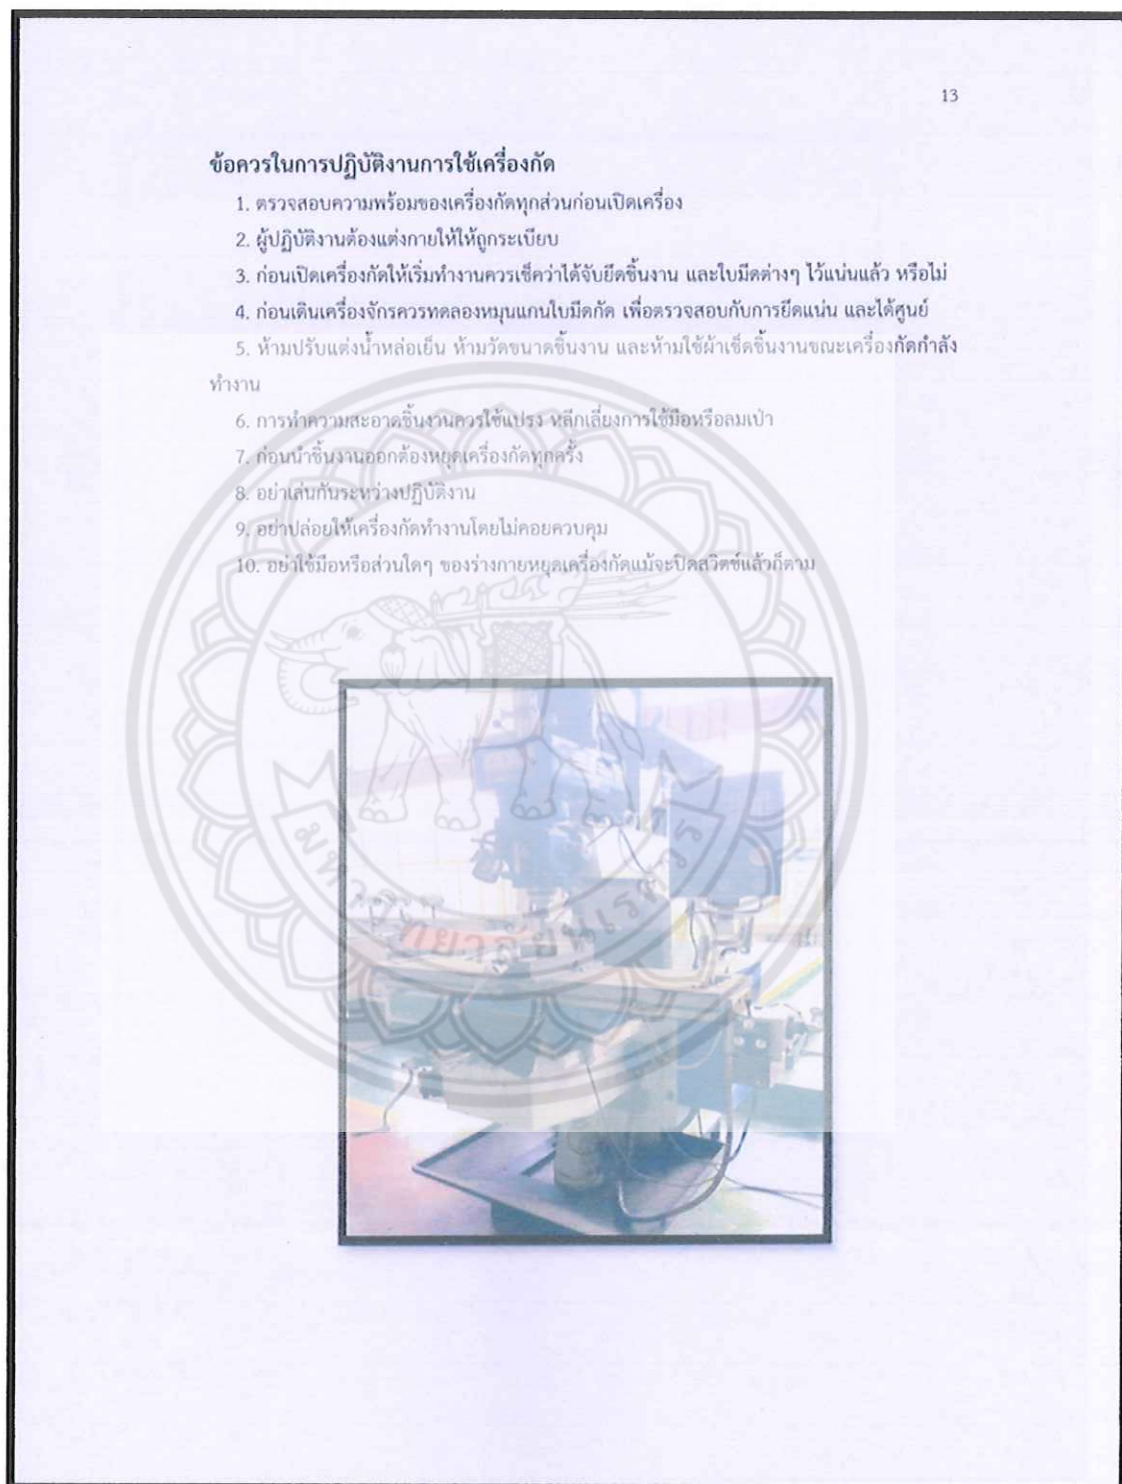 13
ข้อควรในการปฏิบัติงานการใช้เครื่องกัด
1. ตรวจสอบความพร้อมของเครื่องกัดทุกส่วนก่อนเปิดเครื่อง
2. ผู้ปฏิบัติงานต้องแต่งกายให้ให้ถูกระเบียบ
3. ก่อนเปิดเครื่องกัดให้เริ่มทำงานควรเช็คว่าได้จับยึดชิ้นงาน และใบมีดต่างๆ ไว้แน่นแล้ว หรือไม่
4. ก่อนเดินเครื่องจักรควรทดลองหมุนแกนใบมีดกัด เพื่อตรวจสอบกับการยึดแน่น และได้ศูนย์
5. ห้ามปรับแต่งน้ำหล่อเย็น ห้ามวัดขนาดชิ้นงาน และห้ามใช้ผ้าเช็ดชิ้นงานขณะเครื่องกัดกำลัง
ทำงาน
6. การทำความสะอาดชิ้นงานควรใช้แปรง หลีกเลี่ยงการใช้มือหรือลมเป่า
7. ก่อนนำชิ้นงานออกต้องหยุดเครื่องกัดทุกครั้ง
8. อย่าเล่นกันระหว่างปฏิบัติงาน
9. อย่าปล่อยให้เครื่องกัดทำงานโดยไม่คอยควบคุม
10. อย่าใช้มือหรือส่วนใดๆ ของร่างกายหยุดเครื่องกัดแม้จะปิดสวิตซ์แล้วก็ตาม
มหาวิทยาลัยนเรศวร